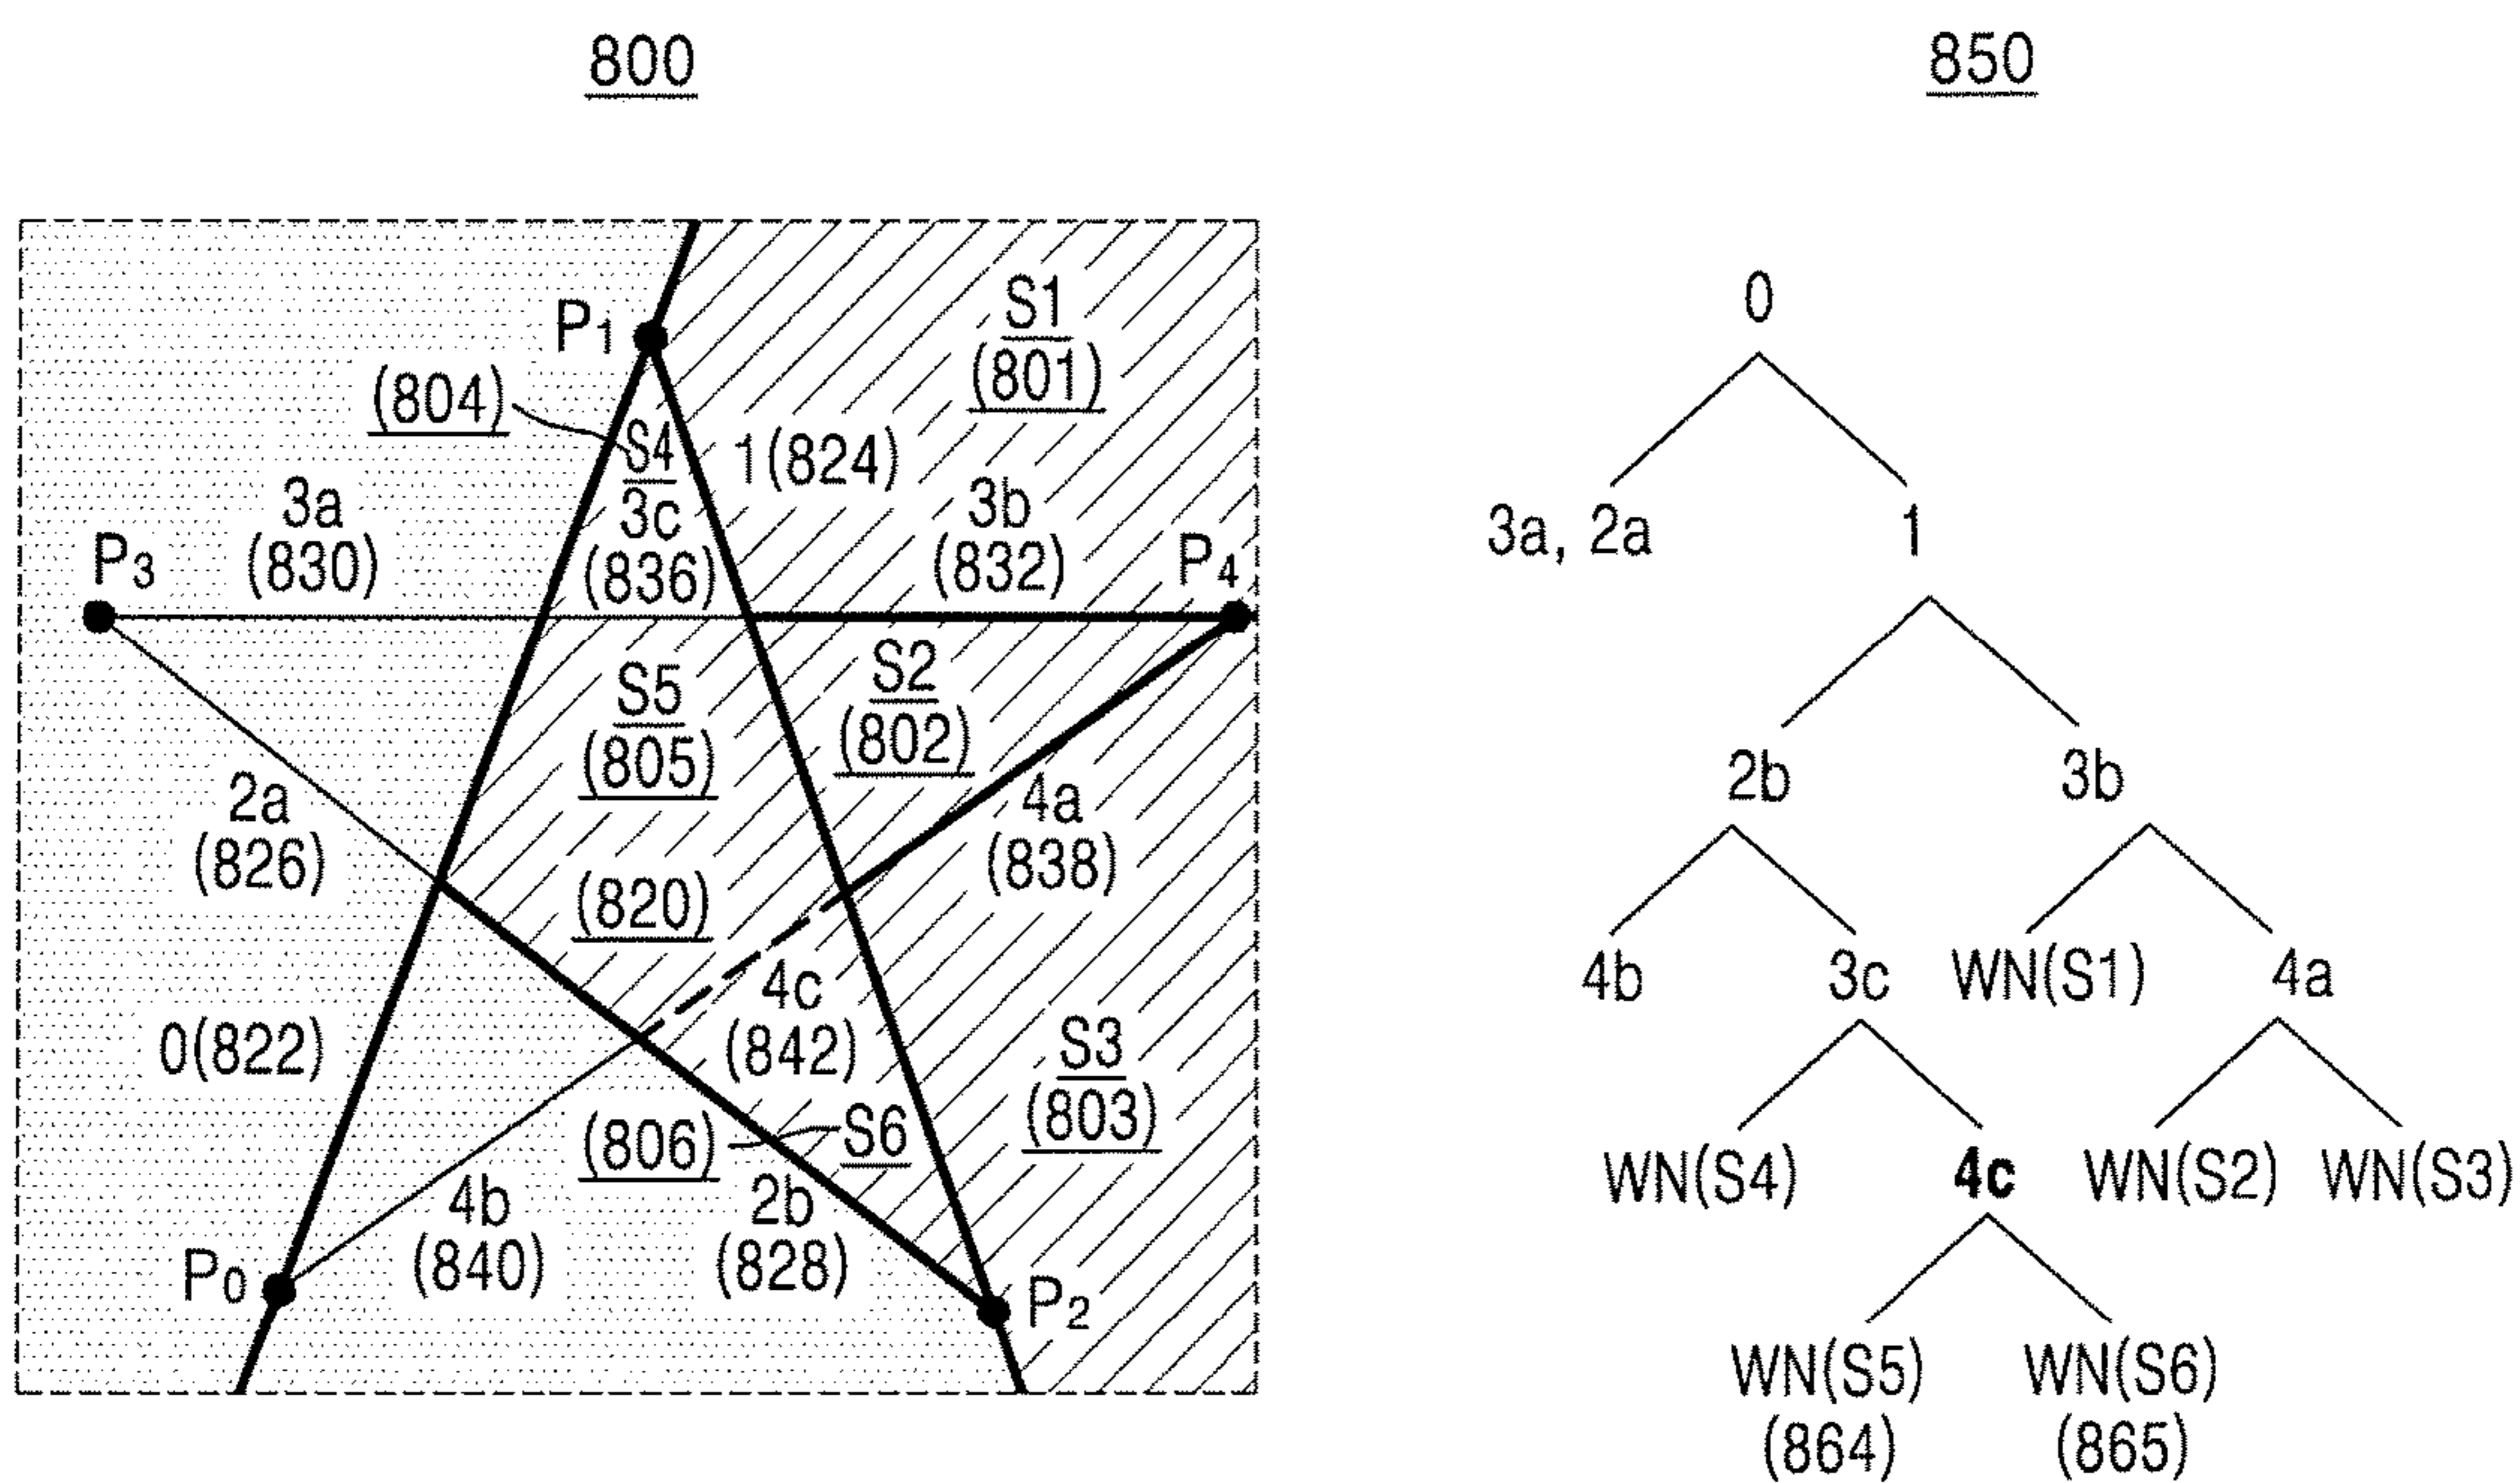 800
850
S1
(801)
P1
(804)
S4
1(824)
3a
(830)
3c
(836)
3b
(832)
P3
P4
S5
(805)
S2
(802)
2a
(826)
4a
(838)
(820)
4c
(842)
0(822)
S3
(803)
(806)
S6
4b
(840)
2b
(828)
P0
P2
0
3a, 2a
1
2b
3b
4b
3c
WN(S1)
4a
WN(S4)
4c
WN(S2)
WN(S3)
WN(S5)
(864)
WN(S6)
(865)